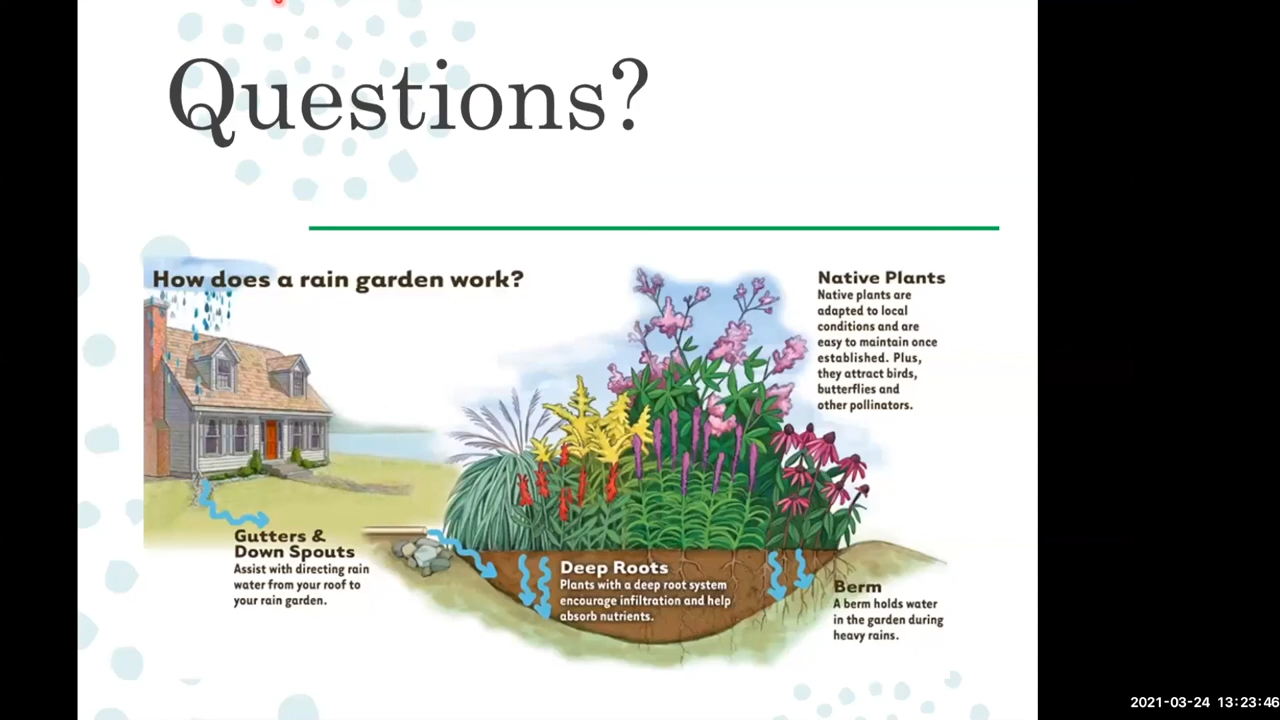 Questions?
How does a rain garden work?
Native Plants
Native plants are
adapted to local
conditions and are
easy to maintain once
established. Plus,
they attract birds,
butterflies and
other pollinators.
Gutters &
Down Spouts
Assist with directing rain
water from your roof to
your rain garden.
Deep Roots
Plants with a deep root system
encourage infiltration and help
absorb nutrients.
Berm
A berm holds water
in the garden during
heavy rains.
2021-03-24 13:23:46